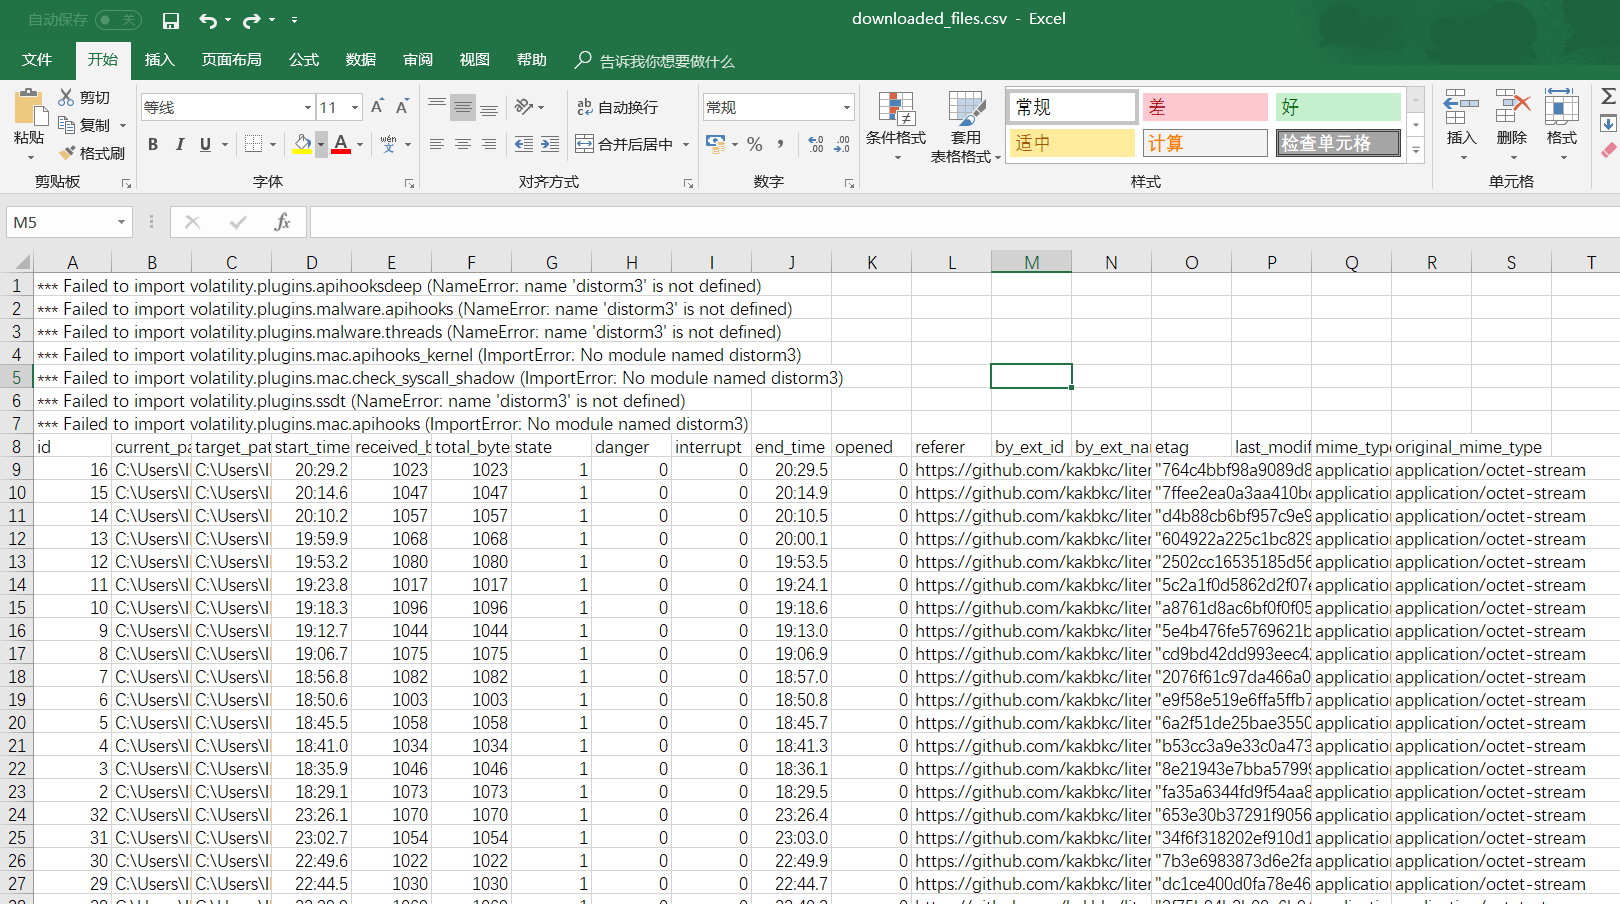 自动保存 关
downloaded_files.csv - Excel
文件 开始 插入 页面布局 公式 数据 审阅 视图 帮助 告诉我你想要做什么
粘贴 剪切 复制 格式刷
等线 11 A A
B I U A wén 文
ab 自动换行
合并后居中
常规
% ,
条件格式 套用表格格式
常规 差 好
适中 计算 检查单元格
插入 删除 格式
剪贴板 字体 对齐方式 数字 样式 单元格
M5 fx
A B C D E F G H I J K L M N O P Q R S T
1 *** Failed to import volatility.plugins.apihooksdeep (NameError: name 'distorm3' is not defined)
2 *** Failed to import volatility.plugins.malware.apihooks (NameError: name 'distorm3' is not defined)
3 *** Failed to import volatility.plugins.malware.threads (NameError: name 'distorm3' is not defined)
4 *** Failed to import volatility.plugins.mac.apihooks_kernel (ImportError: No module named distorm3)
5 *** Failed to import volatility.plugins.mac.check_syscall_shadow (ImportError: No module named distorm3)
6 *** Failed to import volatility.plugins.ssdt (NameError: name 'distorm3' is not defined)
7 *** Failed to import volatility.plugins.mac.apihooks (ImportError: No module named distorm3)
8 id current_pa target_pat start_time received_b total_byte state danger interrupt end_time opened referer by_ext_id by_ext_na etag last_modif mime_type original_mime_type
9 16 C:\Users\I C:\Users\I 20:29.2 1023 1023 1 0 0 20:29.5 0 https://github.com/kakbkc/liter "764c4bbf98a9089d8 application application/octet-stream
10 15 C:\Users\I C:\Users\I 20:14.6 1047 1047 1 0 0 20:14.9 0 https://github.com/kakbkc/liter "7ffee2ea0a3aa410bc application application/octet-stream
11 14 C:\Users\I C:\Users\I 20:10.2 1057 1057 1 0 0 20:10.5 0 https://github.com/kakbkc/liter "d4b88cb6bf957c9e9 application application/octet-stream
12 13 C:\Users\I C:\Users\I 19:59.9 1068 1068 1 0 0 20:00.1 0 https://github.com/kakbkc/liter "604922a225c1bc829 application application/octet-stream
13 12 C:\Users\I C:\Users\I 19:53.2 1080 1080 1 0 0 19:53.5 0 https://github.com/kakbkc/liter "2502cc16535185d56 application application/octet-stream
14 11 C:\Users\I C:\Users\I 19:23.8 1017 1017 1 0 0 19:24.1 0 https://github.com/kakbkc/liter "5c2a1f0d5862d2f07e application application/octet-stream
15 10 C:\Users\I C:\Users\I 19:18.3 1096 1096 1 0 0 19:18.6 0 https://github.com/kakbkc/liter "a8761d8ac6bf0f0f05 application application/octet-stream
16 9 C:\Users\I C:\Users\I 19:12.7 1044 1044 1 0 0 19:13.0 0 https://github.com/kakbkc/liter "5e4b476fe5769621b application application/octet-stream
17 8 C:\Users\I C:\Users\I 19:06.7 1075 1075 1 0 0 19:06.9 0 https://github.com/kakbkc/liter "cd9bd42dd993eec42 application application/octet-stream
18 7 C:\Users\I C:\Users\I 18:56.8 1082 1082 1 0 0 18:57.0 0 https://github.com/kakbkc/liter "2076f61c97da466a0 application application/octet-stream
19 6 C:\Users\I C:\Users\I 18:50.6 1003 1003 1 0 0 18:50.8 0 https://github.com/kakbkc/liter "e9f58e519e6ffa5ffb7 application application/octet-stream
20 5 C:\Users\I C:\Users\I 18:45.5 1058 1058 1 0 0 18:45.7 0 https://github.com/kakbkc/liter "6a2f51de25bae3550 application application/octet-stream
21 4 C:\Users\I C:\Users\I 18:41.0 1034 1034 1 0 0 18:41.3 0 https://github.com/kakbkc/liter "b53cc3a9e33c0a473 application application/octet-stream
22 3 C:\Users\I C:\Users\I 18:35.9 1046 1046 1 0 0 18:36.1 0 https://github.com/kakbkc/liter "8e21943e7bba57999 application application/octet-stream
23 2 C:\Users\I C:\Users\I 18:29.1 1073 1073 1 0 0 18:29.5 0 https://github.com/kakbkc/liter "fa35a6344fd9f54aa8 application application/octet-stream
24 32 C:\Users\I C:\Users\I 23:26.1 1070 1070 1 0 0 23:26.4 0 https://github.com/kakbkc/liter "653e30b37291f9056 application application/octet-stream
25 31 C:\Users\I C:\Users\I 23:02.7 1054 1054 1 0 0 23:03.0 0 https://github.com/kakbkc/liter "34f6f318202ef910d1 application application/octet-stream
26 30 C:\Users\I C:\Users\I 22:49.6 1022 1022 1 0 0 22:49.9 0 https://github.com/kakbkc/liter "7b3e6983873d6e2fa application application/octet-stream
27 29 C:\Users\I C:\Users\I 22:44.5 1030 1030 1 0 0 22:44.7 0 https://github.com/kakbkc/liter "dc1ce400d0fa78e46 application application/octet-stream